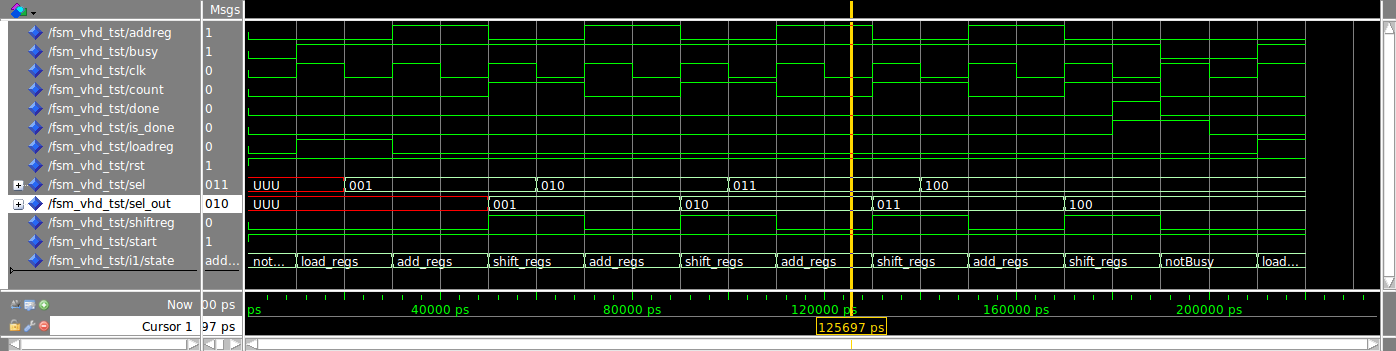 Msgs
/fsm_vhd_tst/addreg 1
/fsm_vhd_tst/busy 1
/fsm_vhd_tst/clk 0
/fsm_vhd_tst/count 0
/fsm_vhd_tst/done 0
/fsm_vhd_tst/is_done 0
/fsm_vhd_tst/loadreg 0
/fsm_vhd_tst/rst 1
/fsm_vhd_tst/sel 011 UUU 001 010 011 100
/fsm_vhd_tst/sel_out 010 UUU 001 010 011 100
/fsm_vhd_tst/shiftreg 0
/fsm_vhd_tst/start 1
/fsm_vhd_tst/i1/state add... not... load_regs add_regs shift_regs add_regs shift_regs add_regs shift_regs add_regs shift_regs notBusy load...
Now 00 ps ps 40000 ps 80000 ps 120000 ps 160000 ps 200000 ps
Cursor 1 97 ps 125697 ps